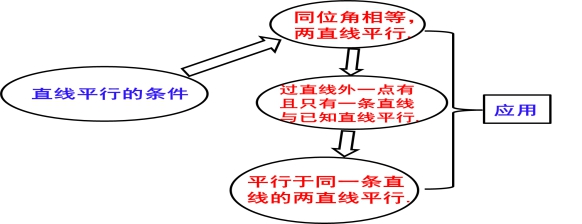 同位角相等，
两直线平行.
直线平行的条件
过直线外一点有
且只有一条直线
与已知直线平行.
应用
平行于同一条直
线的两直线平行.